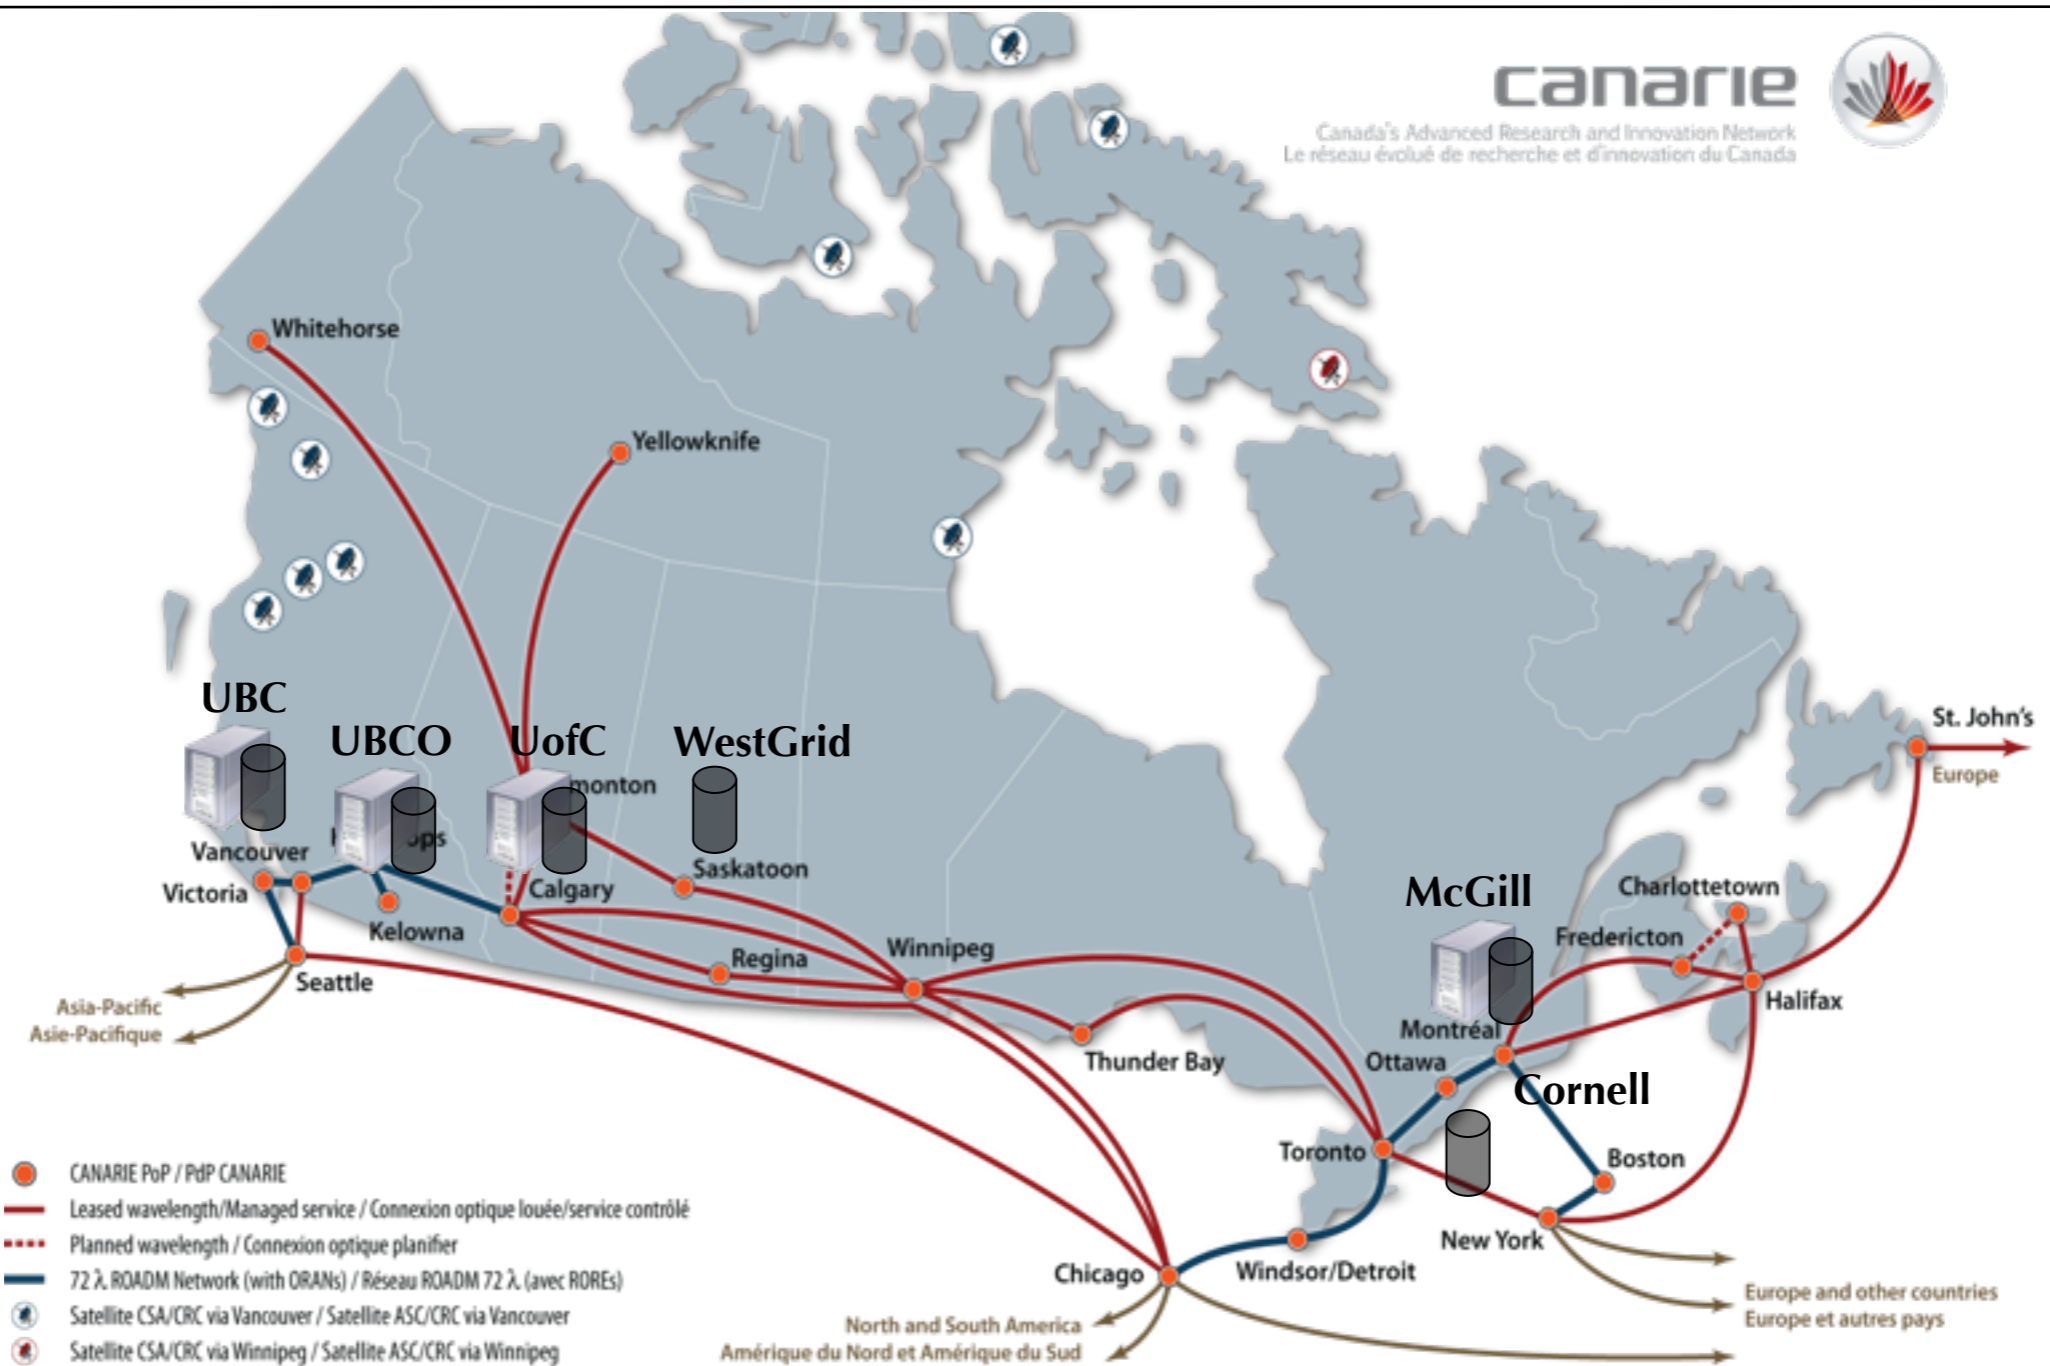 canarie
Canada's Advanced Research and Innovation Network
Le réseau évolué de recherche et d'innovation du Canada
Whitehorse
Yellowknife
UBC
UBCO
UofC
WestGrid
monton
St. John's
Europe
Vancouver
ops
Saskatoon
Victoria
Calgary
Kelowna
McGill
Charlottetown
Fredericton
Regina
Winnipeg
Seattle
Halifax
Asia-Pacific
Asie-Pacifique
Montréal
Thunder Bay
Ottawa
Cornell
Toronto
Boston
New York
Chicago
Windsor/Detroit
Europe and other countries
Europe et autres pays
North and South America
Amérique du Nord et Amérique du Sud
CANARIE PoP / PdP CANARIE
Leased wavelength/Managed service / Connexion optique louée/service contrôlé
Planned wavelength / Connexion optique planifier
72 λ ROADM Network (with ORANs) / Réseau ROADM 72 λ (avec ROREs)
Satellite CSA/CRC via Vancouver / Satellite ASC/CRC via Vancouver
Satellite CSA/CRC via Winnipeg / Satellite ASC/CRC via Winnipeg